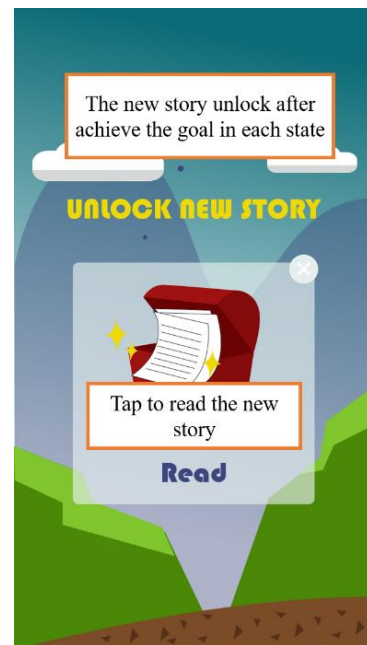 The new story unlock after
achieve the goal in each state
UNLOCK NEW STORY
Tap to read the new
story
Read